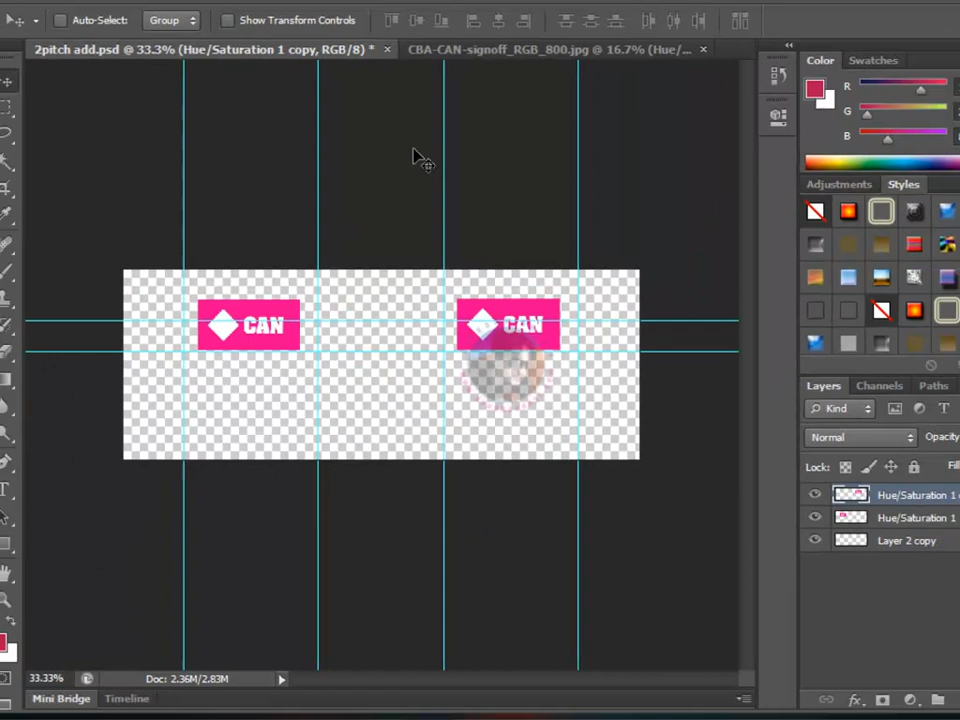 Auto-Select: Group Show Transform Controls
2pitch add.psd @ 33.3% (Hue/Saturation 1 copy, RGB/8) * × CBA-CAN-signoff_RGB_800.jpg @ 16.7% (Hue/... ×
Color Swatches
R
G
B
Adjustments Styles
CAN CAN
Layers Channels Paths
Kind
Normal Opacity
Lock:
Hue/Saturation 1
Hue/Saturation 1
Layer 2 copy
33.33% Doc: 2.36M/2.83M
Mini Bridge Timeline
fx